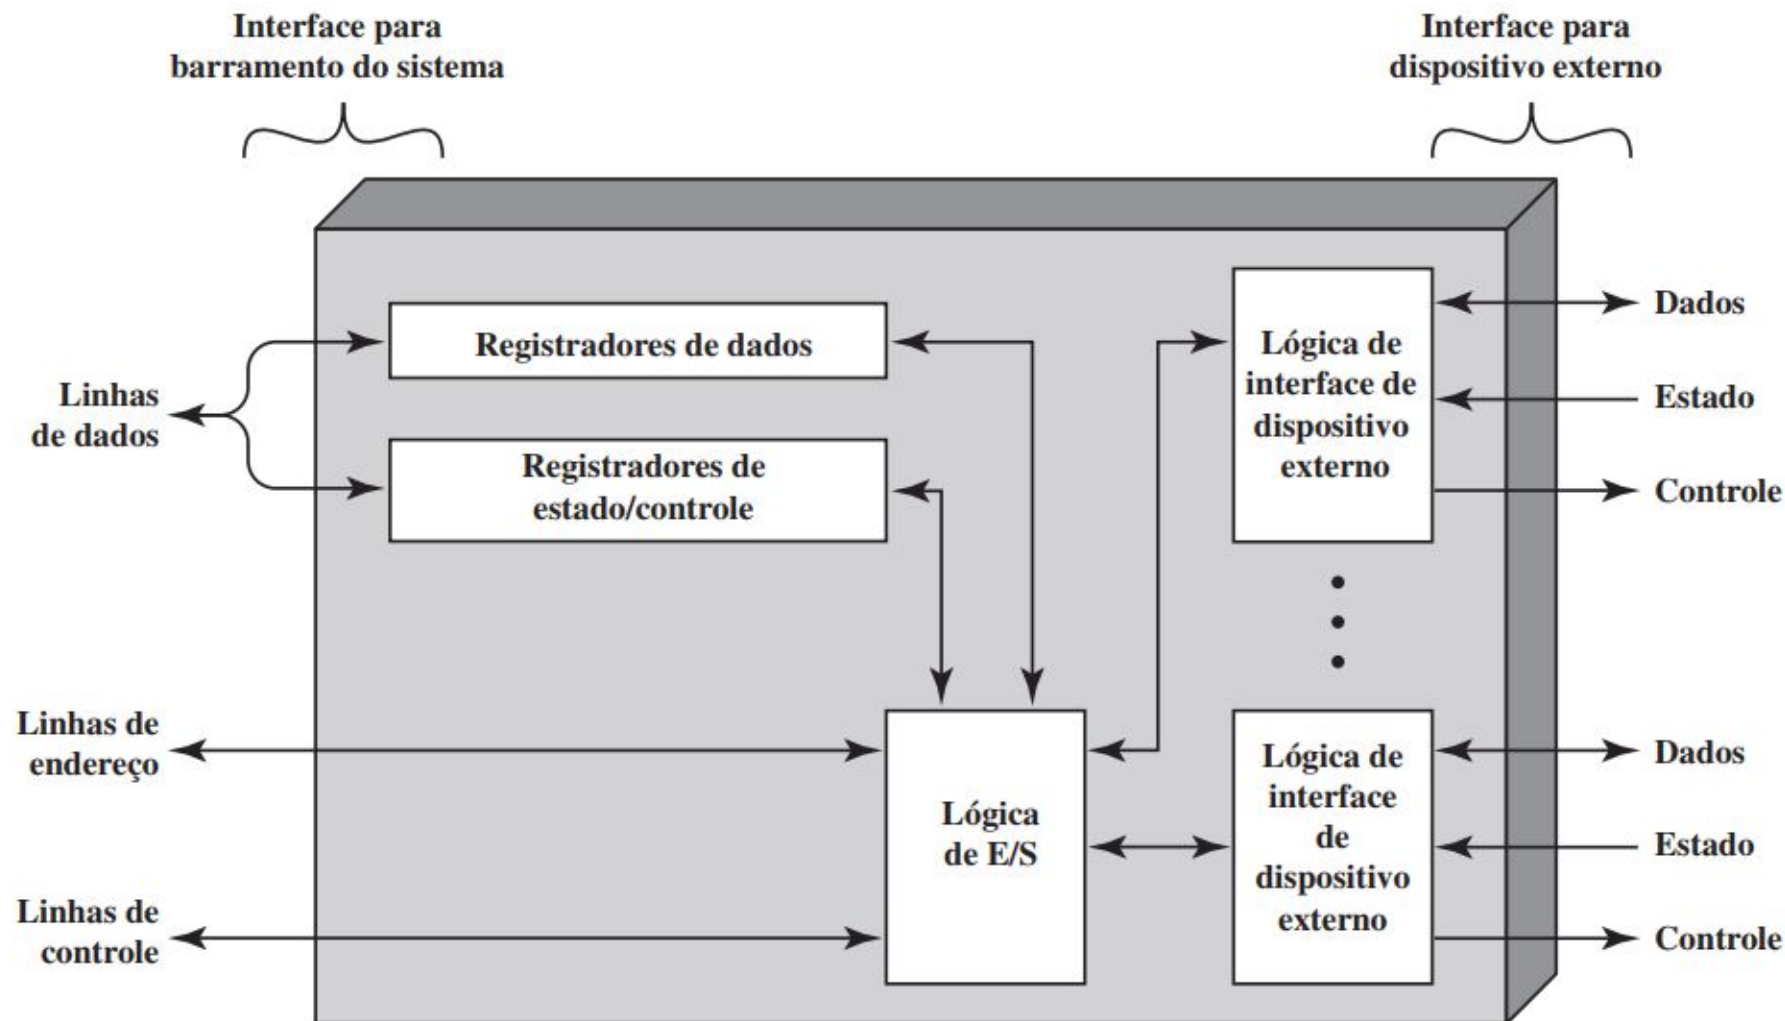 Interface para
barramento do sistema
Interface para
dispositivo externo
Linhas
de dados
Registradores de dados
Registradores de
estado/controle
Lógica de
interface de
dispositivo
externo
Dados
Estado
Controle
Linhas de
endereço
Linhas de
controle
Lógica
de E/S
Lógica de
interface
de
dispositivo
externo
Dados
Estado
Controle